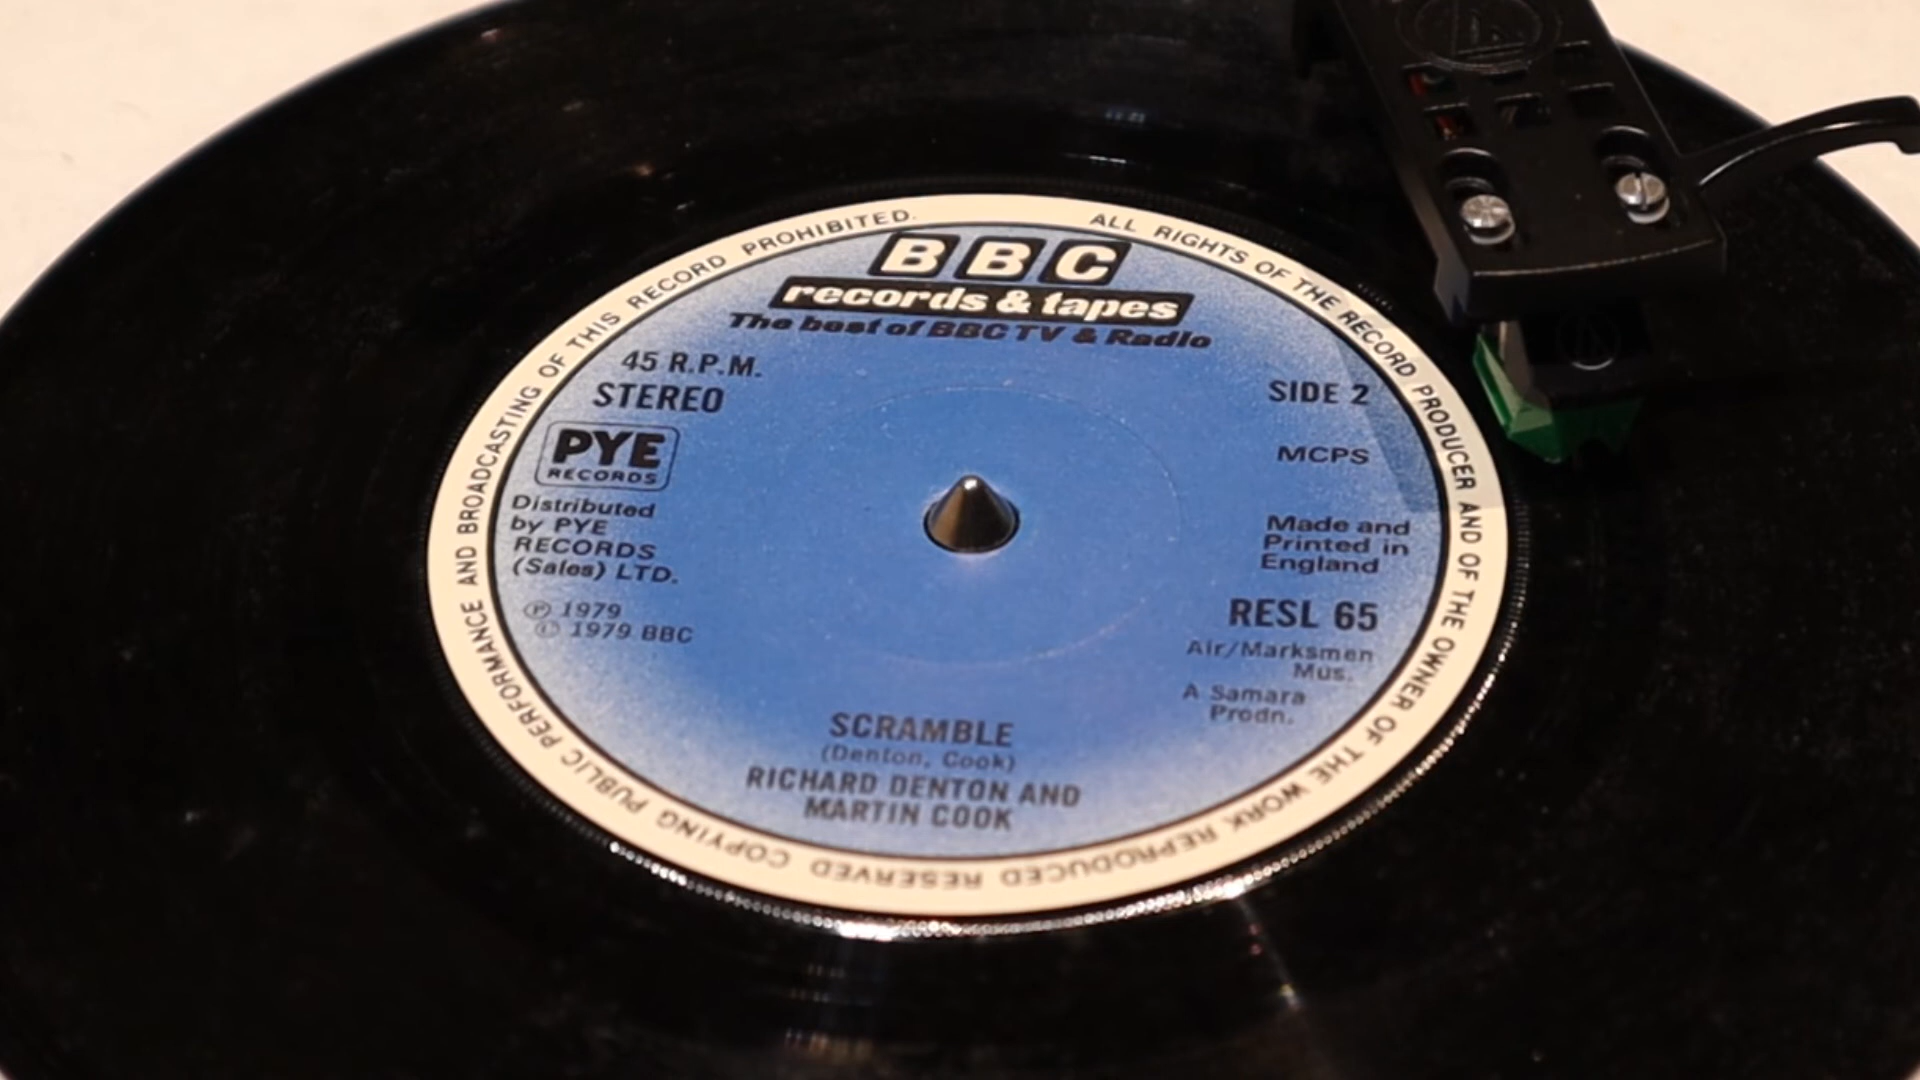 ALL RIGHTS OF THE RECORD PRODUCER AND OF THE OWNER OF THE WORK REPRODUCED RESERVED COPYING PUBLIC PERFORMANCE AND BROADCASTING OF THIS RECORD PROHIBITED.
BBC
records & tapes
The best of BBC TV & Radio
45 R.P.M.
STEREO
PYE
RECORDS
Distributed
by PYE
RECORDS
(Sales) LTD.
℗ 1979
© 1979 BBC
SIDE 2
MCPS
Made and
Printed in
England
RESL 65
Air/Marksmen
Mus.
A Samara
Prodn.
SCRAMBLE
(Denton, Cook)
RICHARD DENTON AND
MARTIN COOK